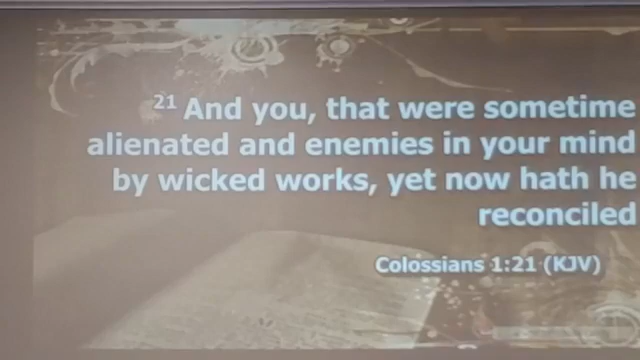 21 And you, that were sometime
alienated and enemies in your mind
by wicked works, yet now hath he
reconciled
Colossians 1:21 (KJV)